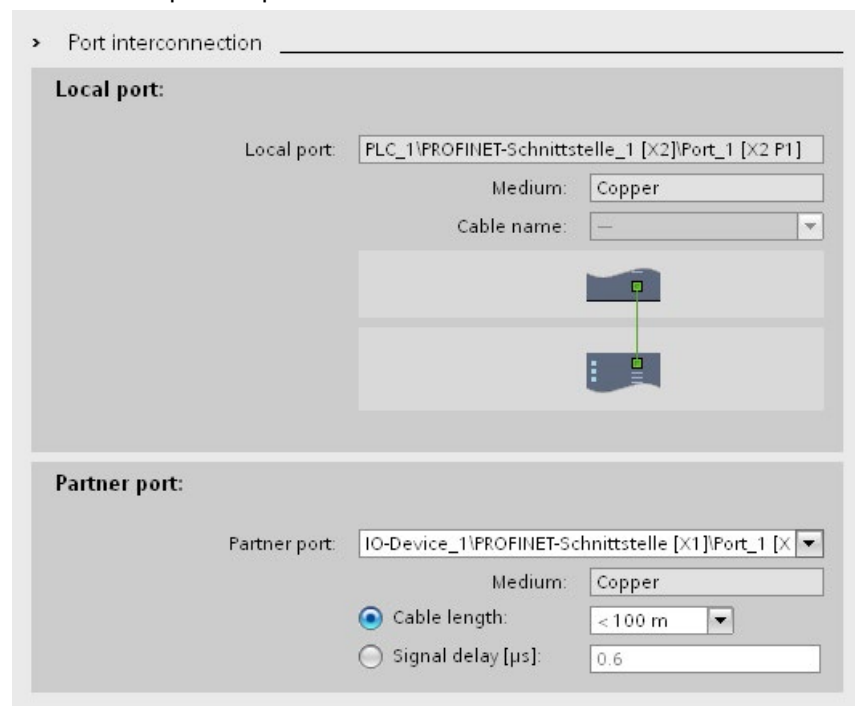 Port interconnection
Local port:
Local port: PLC_1\PROFINET-Schnittstelle_1 [X2]\Port_1 [X2 P1]
Medium: Copper
Cable name: —
Partner port:
Partner port: IO-Device_1\PROFINET-Schnittstelle [X1]\Port_1 [X
Medium: Copper
Cable length: < 100 m
Signal delay [µs]: 0.6